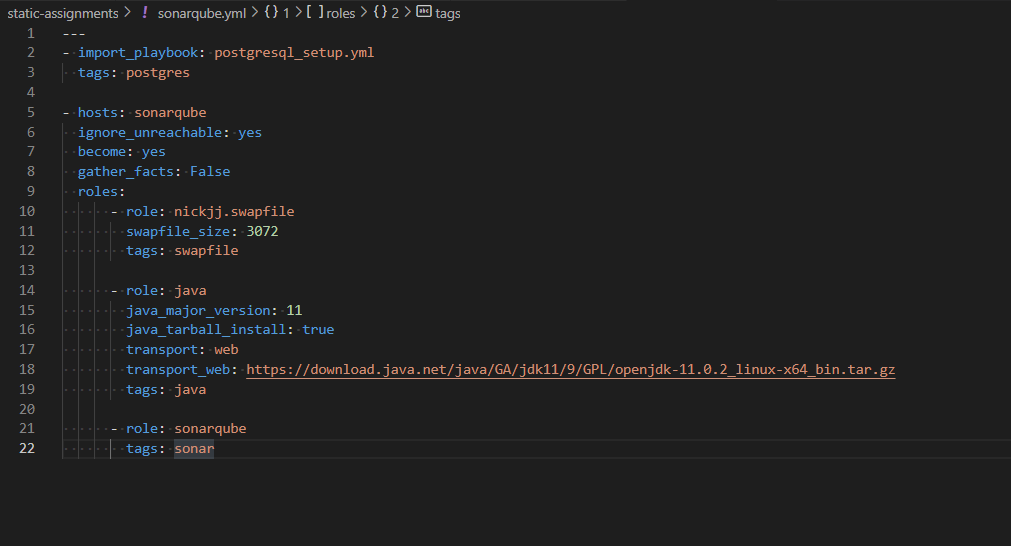 static-assignments > ! sonarqube.yml > {} 1 > [ ] roles > {} 2 > abc tags
1 ---
2 - import_playbook: postgresql_setup.yml
3   tags: postgres
4
5 - hosts: sonarqube
6   ignore_unreachable: yes
7   become: yes
8   gather_facts: False
9   roles:
10       - role: nickjj.swapfile
11         swapfile_size: 3072
12         tags: swapfile
13
14       - role: java
15         java_major_version: 11
16         java_tarball_install: true
17         transport: web
18         transport_web: https://download.java.net/java/GA/jdk11/9/GPL/openjdk-11.0.2_linux-x64_bin.tar.gz
19         tags: java
20
21       - role: sonarqube
22         tags: sonar